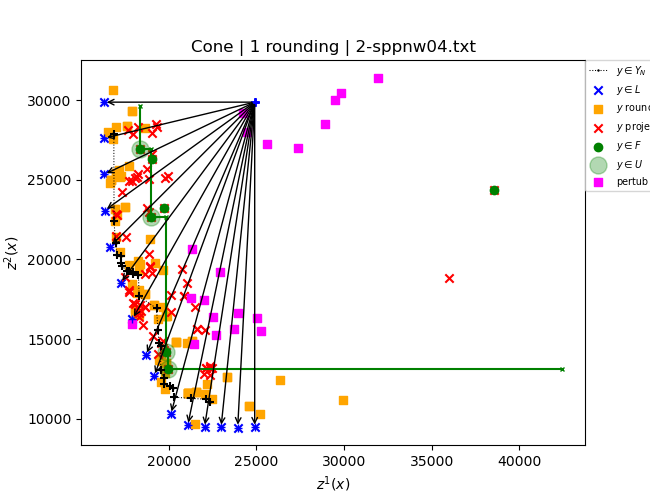 Cone | 1 rounding | 2-sppnw04.txt
30000
25000
20000
15000
10000
z²(x)
20000 25000 30000 35000 40000
z¹(x)
y ∈ Y_N
y ∈ L
y roun
y proje
y ∈ F
y ∈ U
pertub